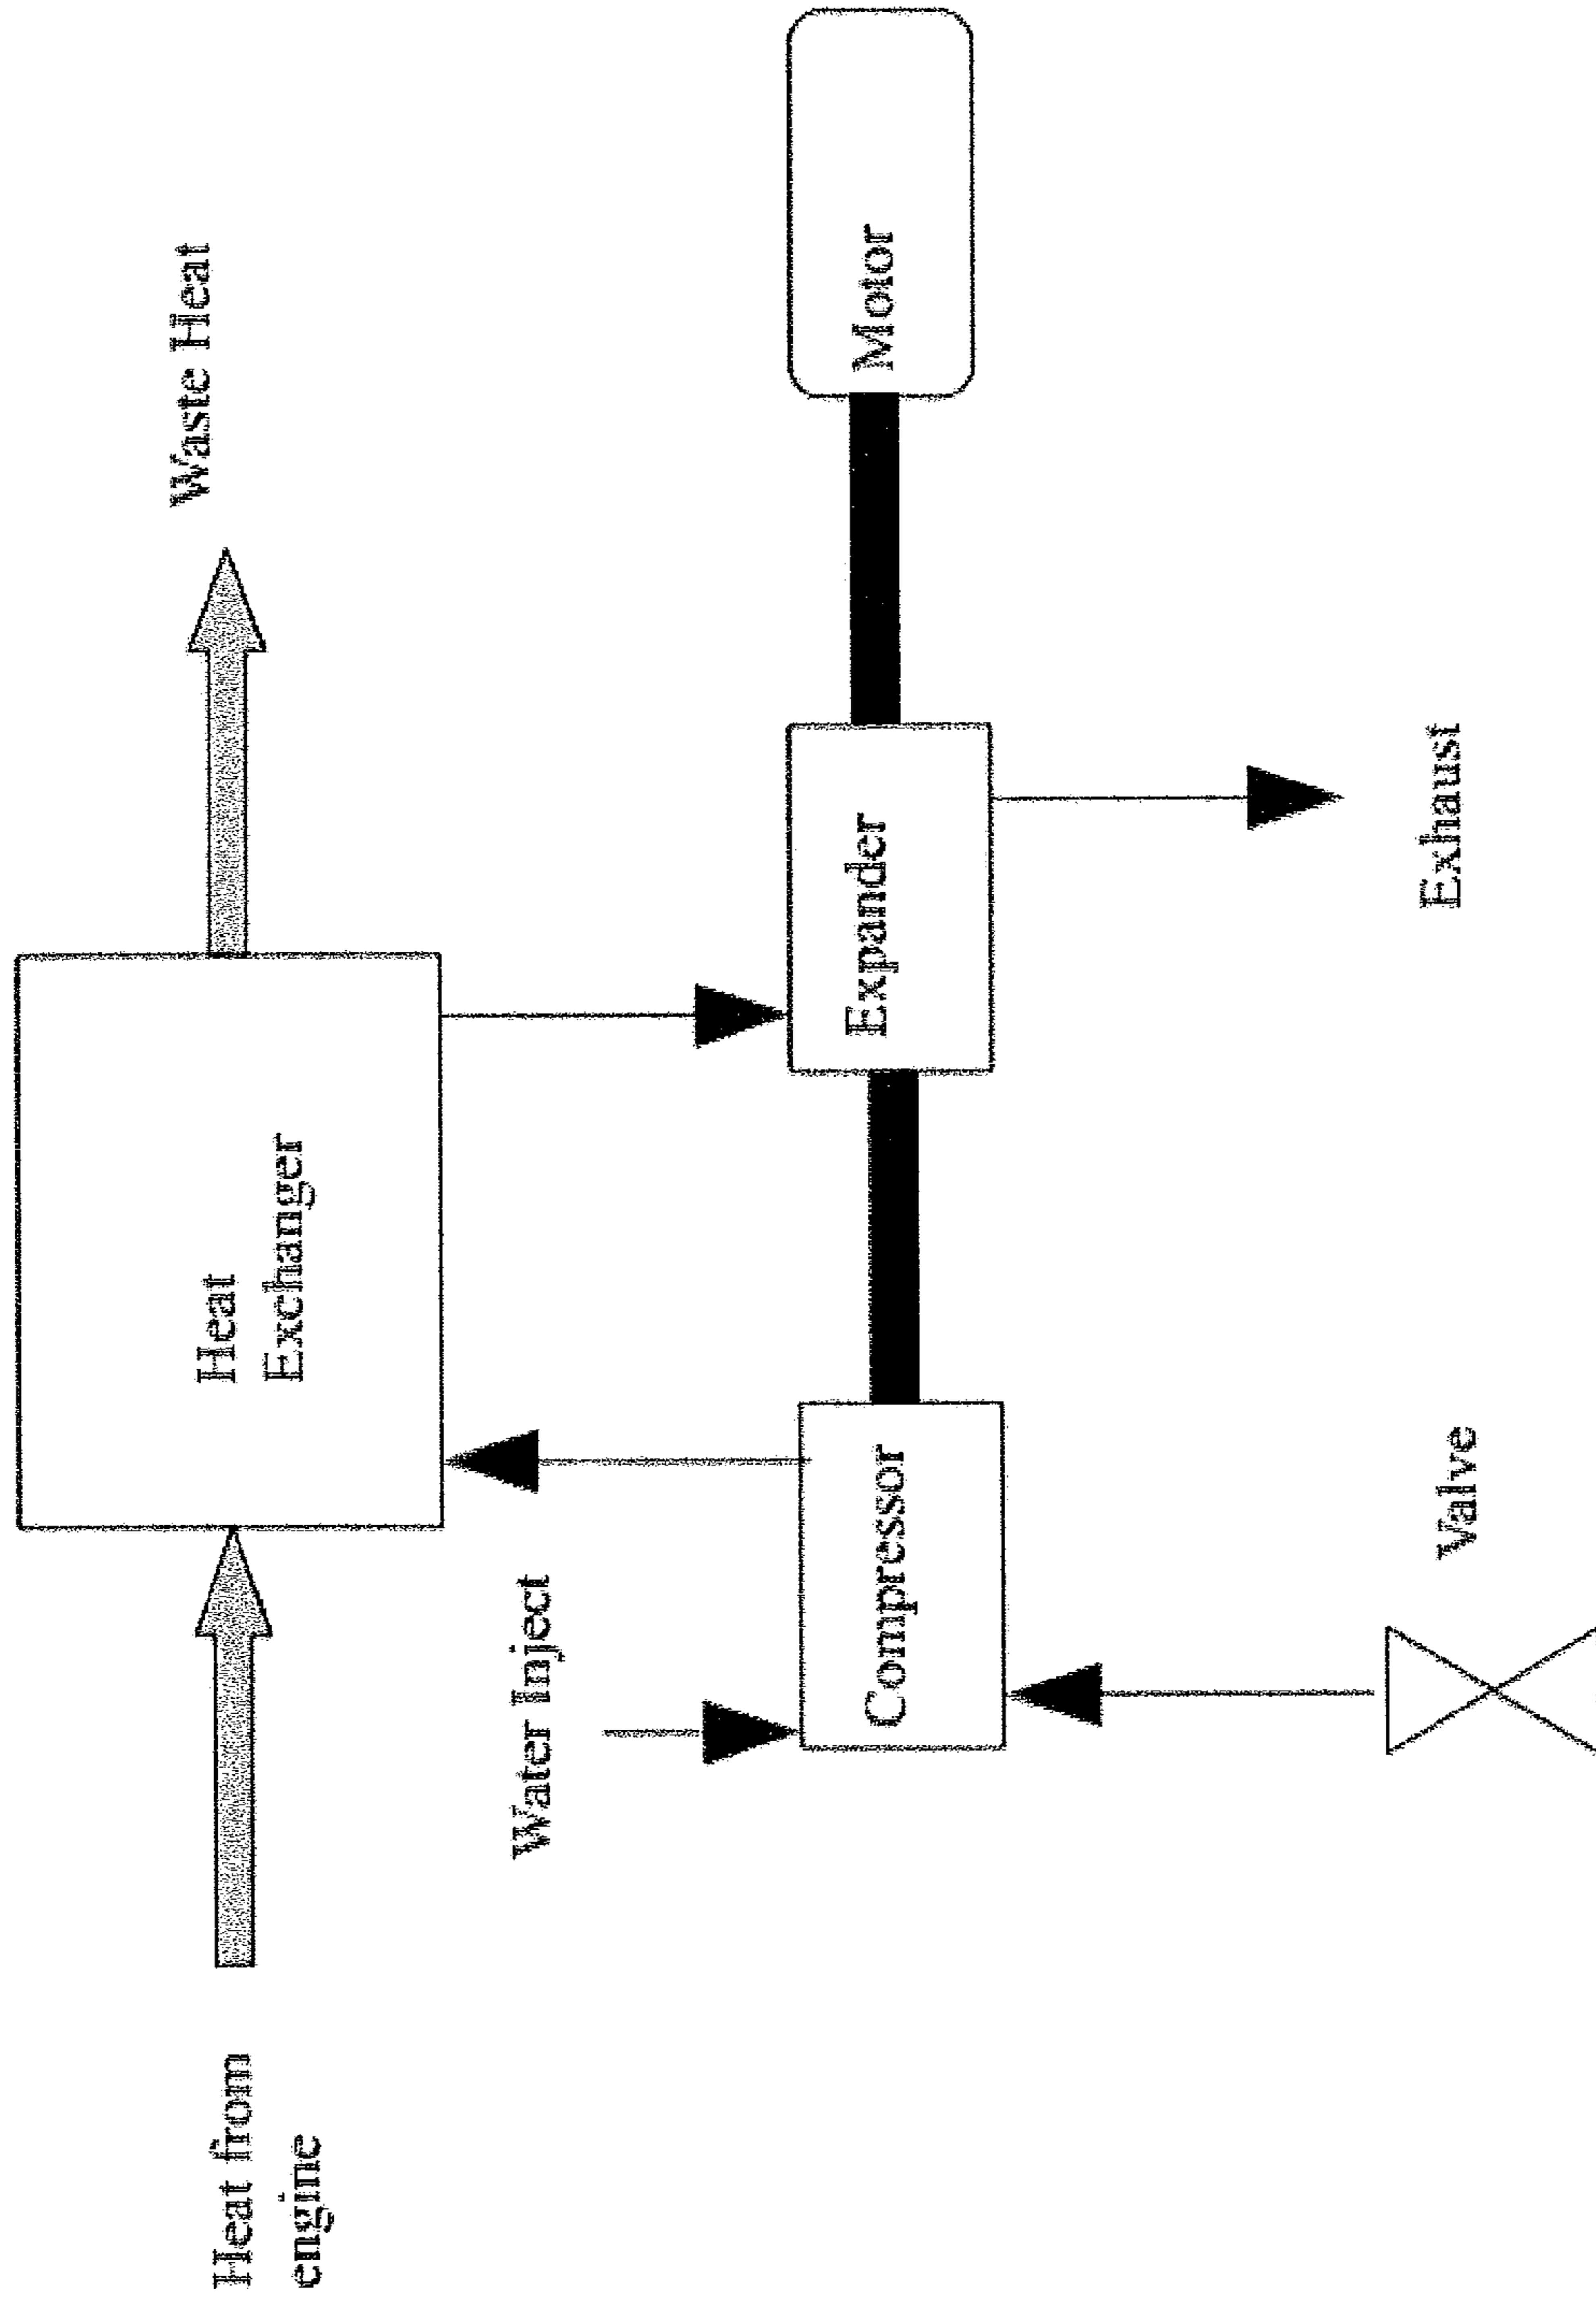 Heat from
engine
Heat
Exchanger
Waste Heat
Water Inject
Compressor
Expander
Motor
Valve
Exhaust